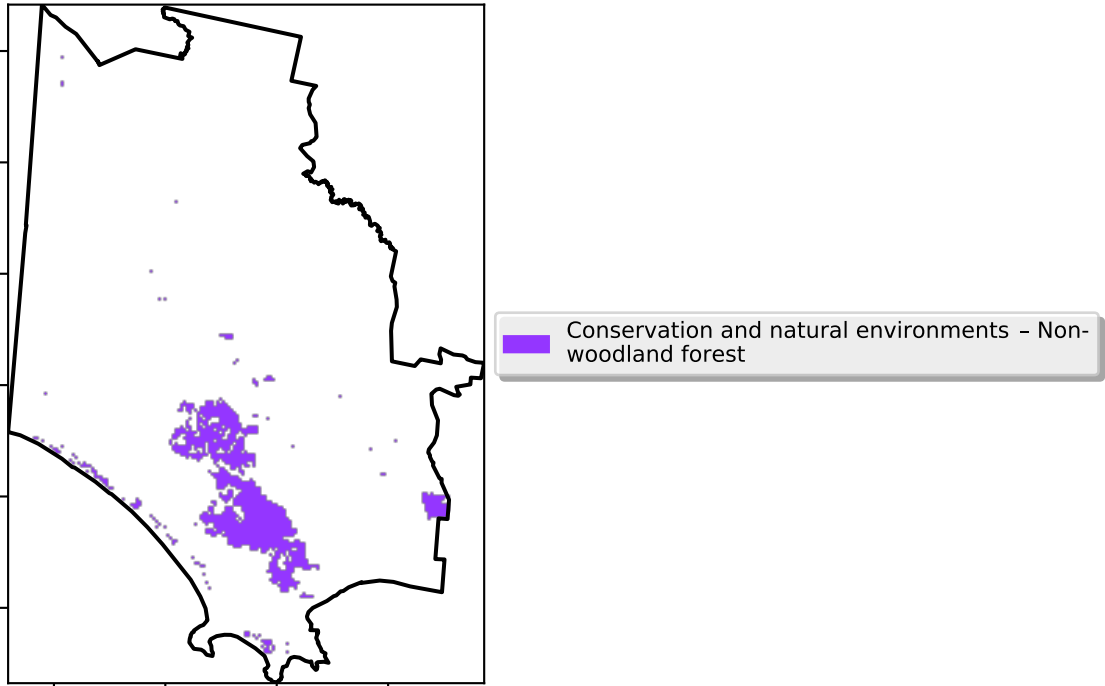 Conservation and natural environments – Non-
woodland forest